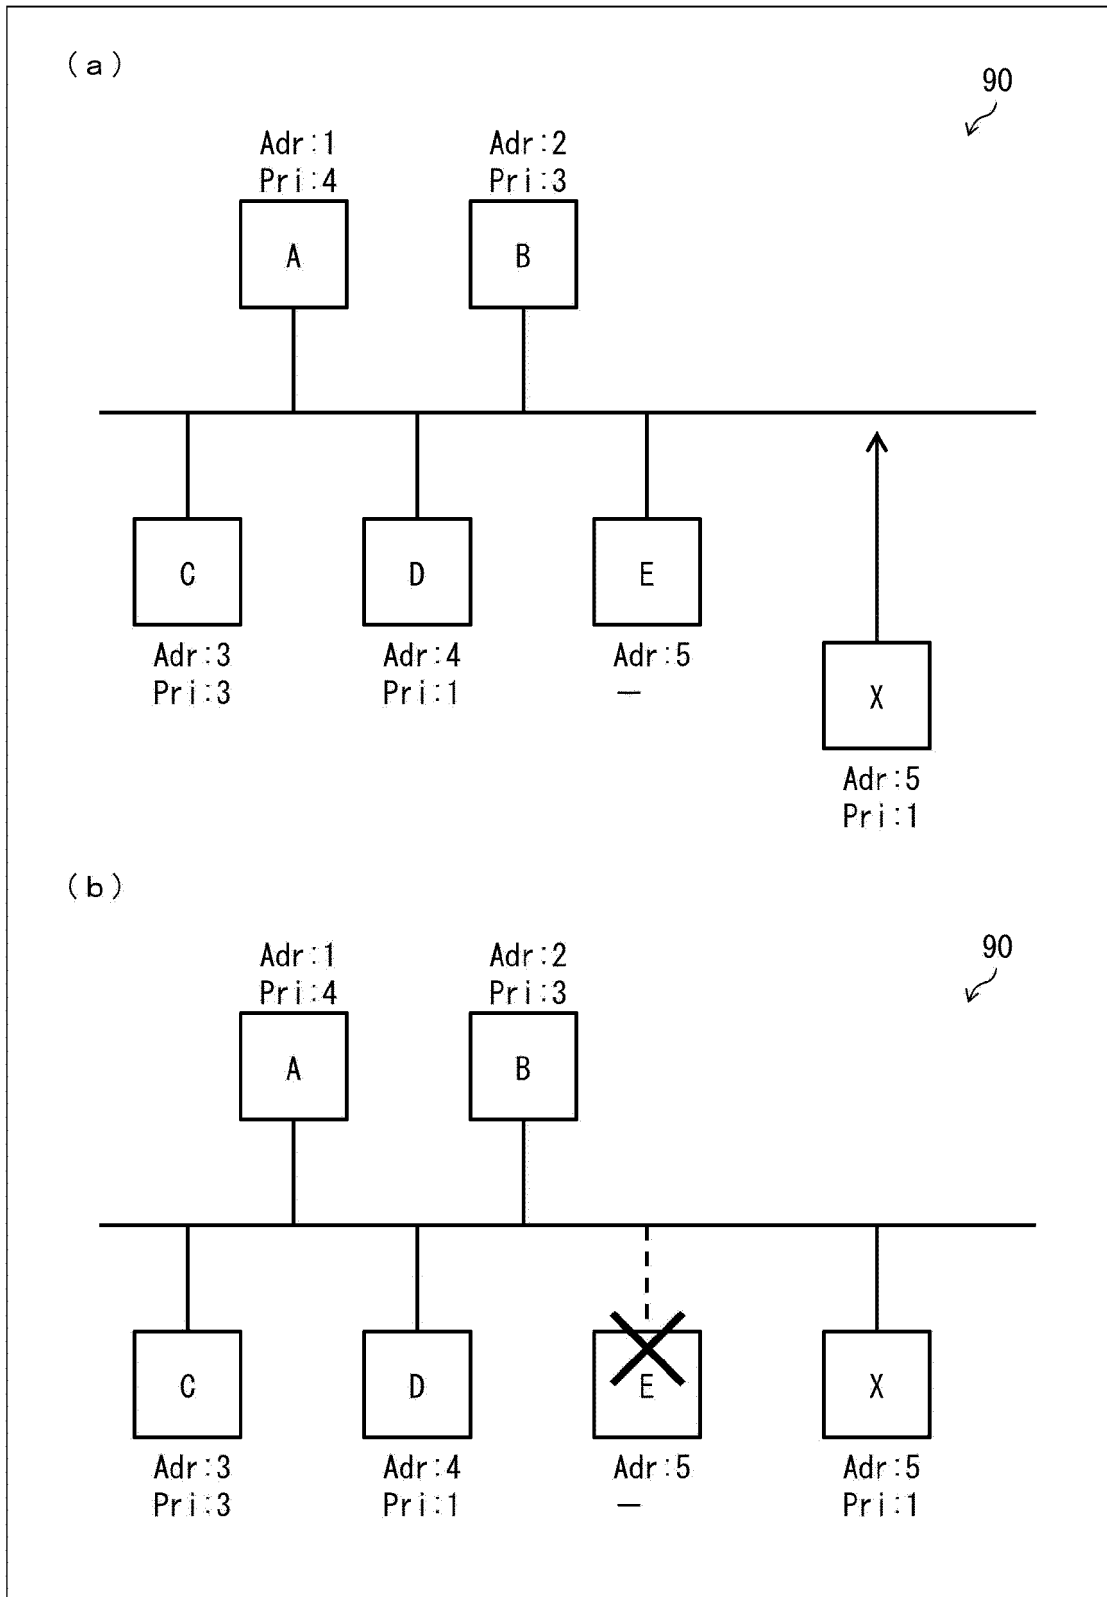 (a)
90
Adr:1 Adr:2
Pri:4 Pri:3
A B
C D E
Adr:3 Adr:4 Adr:5
Pri:3 Pri:1 —
X
Adr:5
Pri:1
(b)
90
Adr:1 Adr:2
Pri:4 Pri:3
A B
C D E X
Adr:3 Adr:4 Adr:5 Adr:5
Pri:3 Pri:1 — Pri:1